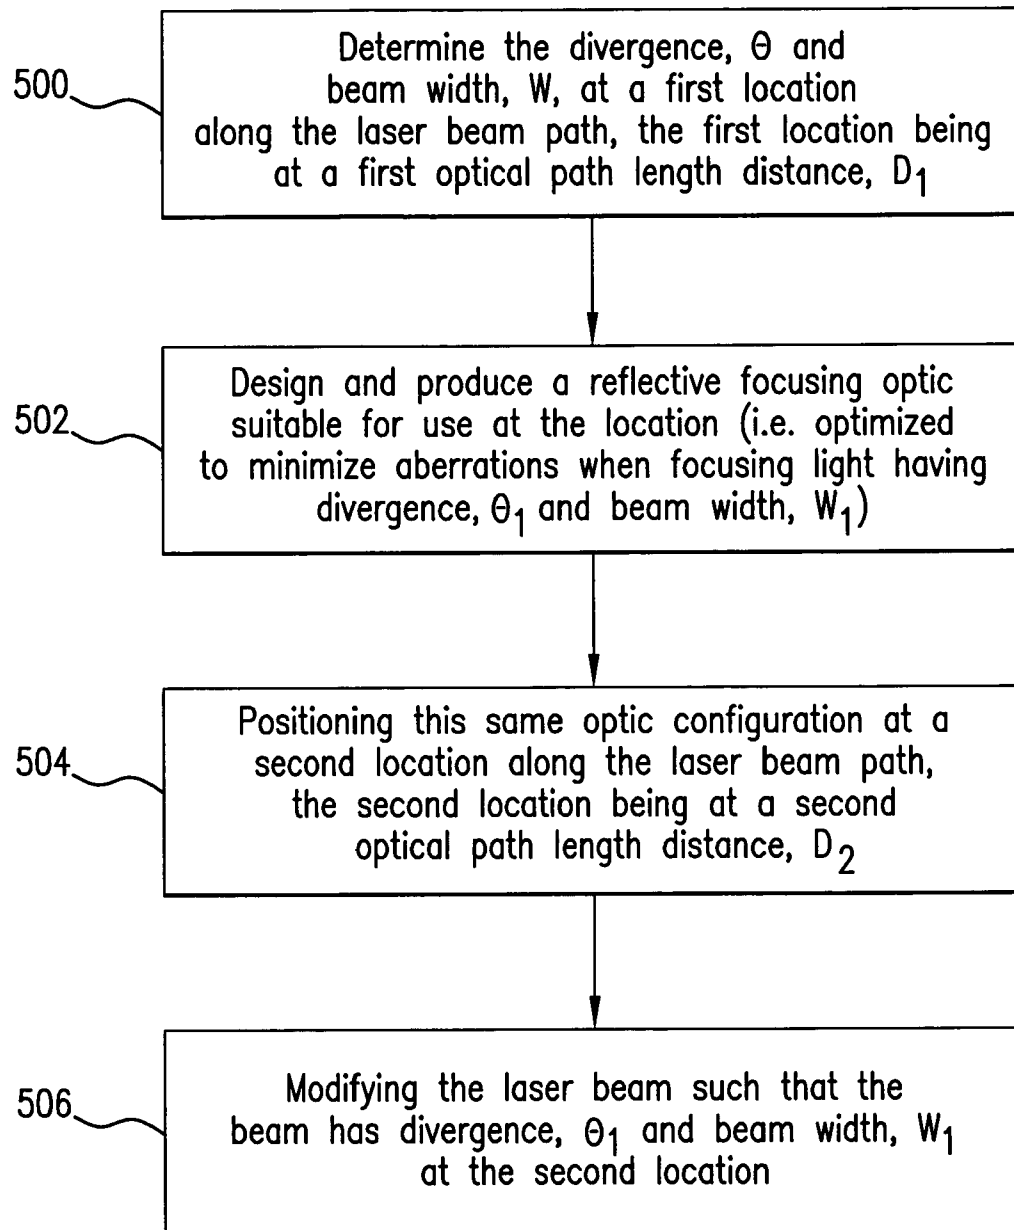 500
Determine the divergence, Θ and
beam width, W, at a first location
along the laser beam path, the first location being
at a first optical path length distance, D₁
502
Design and produce a reflective focusing optic
suitable for use at the location (i.e. optimized
to minimize aberrations when focusing light having
divergence, Θ₁ and beam width, W₁)
504
Positioning this same optic configuration at a
second location along the laser beam path,
the second location being at a second
optical path length distance, D₂
506
Modifying the laser beam such that the
beam has divergence, Θ₁ and beam width, W₁
at the second location